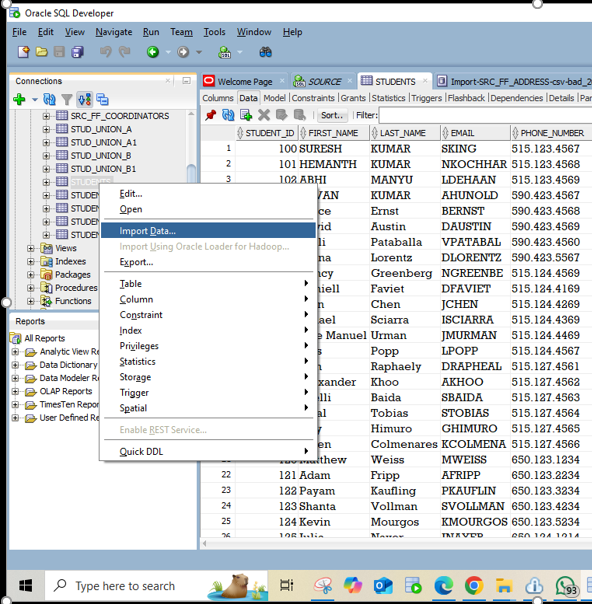 Oracle SQL Developer
File Edit View Navigate Run Team Tools Window Help
Connections
SRC_FF_COORDINATORS
STUD_UNION_A
STUD_UNION_A1
STUD_UNION_B
STUD_UNION_B1
STUDENTS
STUDEN
STUDEN
STUDEN
STUDEN
Views
Indexes
Packages
Procedures
Functions
Reports
All Reports
Analytic View Re
Data Dictionary
Data Modeler Re
OLAP Reports
TimesTen Repor
User Defined Re
Edit...
Open
Import Data...
Import Using Oracle Loader for Hadoop...
Export...
Table
Column
Constraint
Index
Privileges
Statistics
Storage
Trigger
Spatial
Enable REST Service...
Quick DDL
Welcome Page SOURCE STUDENTS Import-SRC_FF_ADDRESS-csv-bad_2
Columns Data Model Constraints Grants Statistics Triggers Flashback Dependencies Details Par
Sort.. Filter:
STUDENT_ID FIRST_NAME LAST_NAME EMAIL PHONE_NUMBER
1 100 SURESH KUMAR SKING 515.123.4567
2 101 HEMANTH KUMAR NKOCHHAR 515.123.4568
3 102 ABHI MANYU LDEHAAN 515.123.4569
VAN KUMAR AHUNOLD 590.423.4567
ce Ernst BERNST 590.423.4568
vid Austin DAUSTIN 590.423.4569
li Pataballa VPATABAL 590.423.4560
na Lorentz DLORENTZ 590.423.5567
ncy Greenberg NGREENBE 515.124.4569
niell Faviet DFAVIET 515.124.4169
n Chen JCHEN 515.124.4269
ael Sciarra ISCIARRA 515.124.4369
e Manuel Urman JMURMAN 515.124.4469
s Popp LPOPP 515.124.4567
n Raphaely DRAPHEAL 515.127.4561
xander Khoo AKHOO 515.127.4562
elli Baida SBAIDA 515.127.4563
al Tobias STOBIAS 515.127.4564
y Himuro GHIMURO 515.127.4565
en Colmenares KCOLMENA 515.127.4566
120 Matthew Weiss MWEISS 650.123.1234
22 121 Adam Fripp AFRIPP 650.123.2234
23 122 Payam Kaufling PKAUFLIN 650.123.3234
24 123 Shanta Vollman SVOLLMAN 650.123.4234
25 124 Kevin Mourgos KMOURGOS 650.123.5234
26 125 Julia Nayer JNAYER 650.124.1214
Type here to search
93